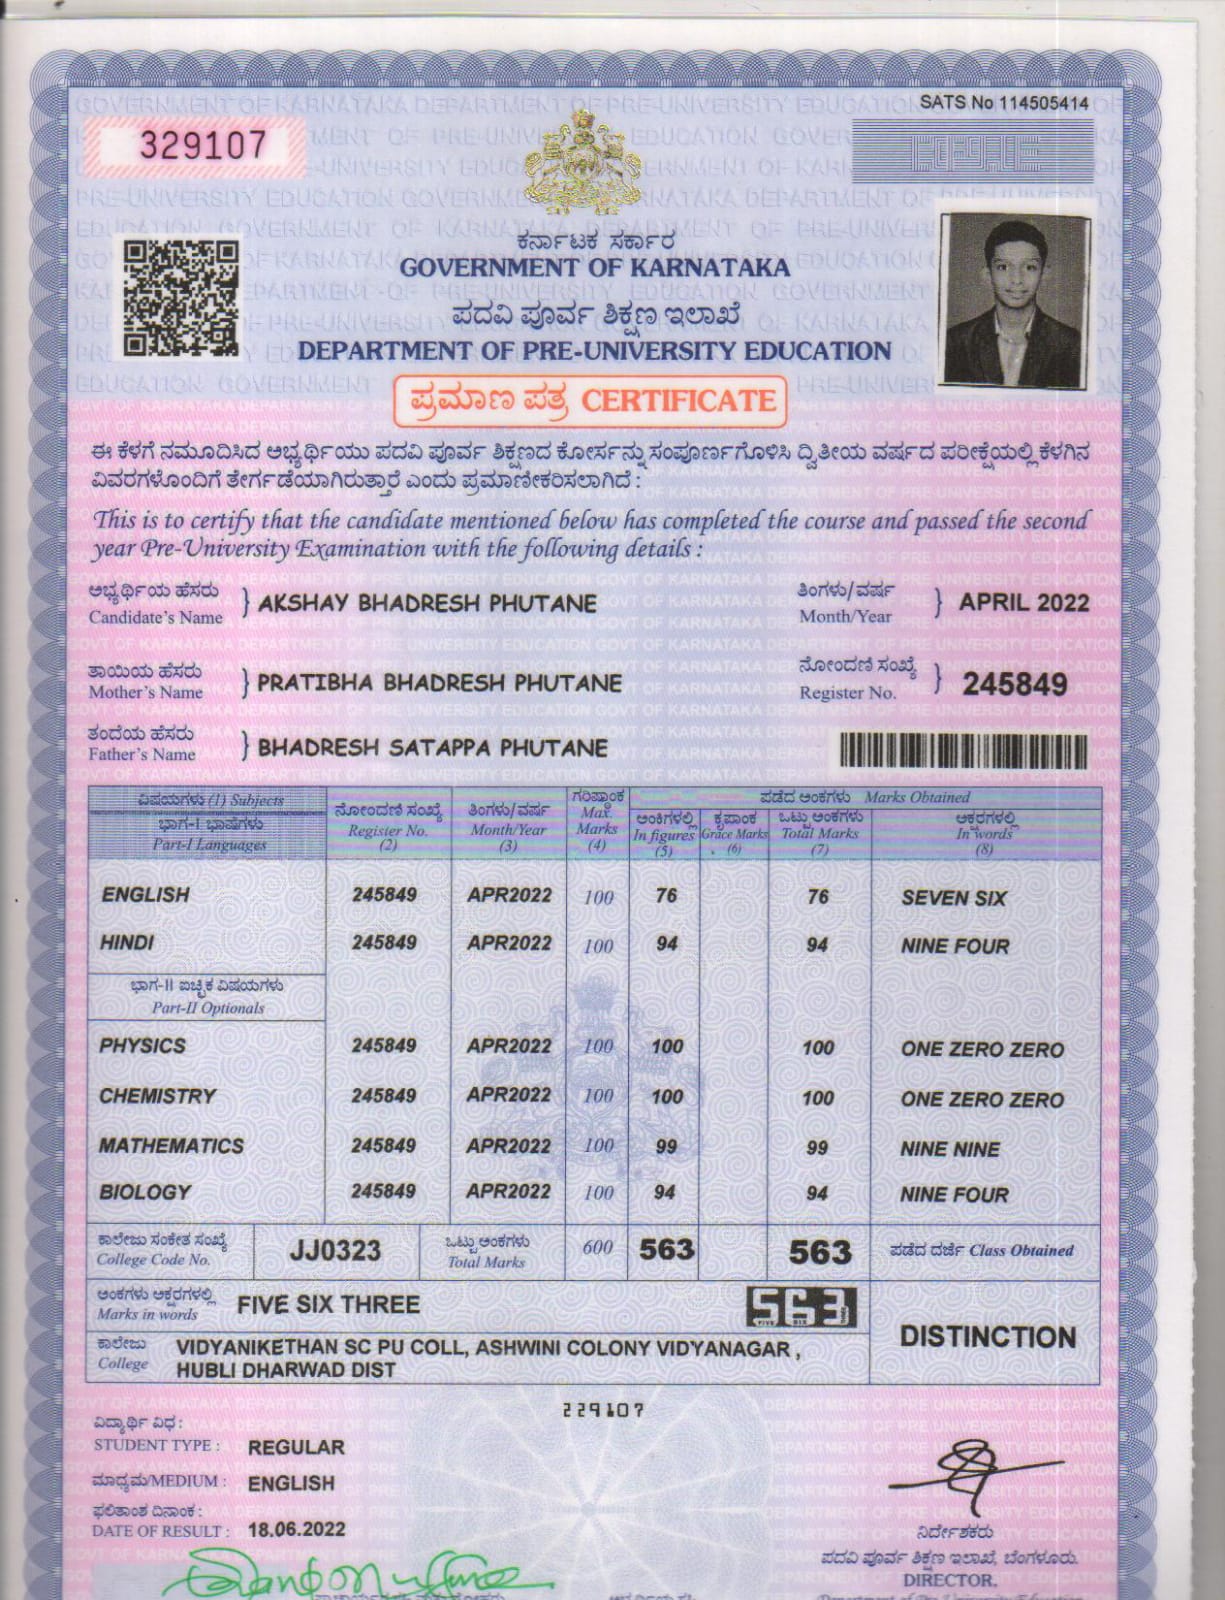 SATS No 114505414
329107
ಕರ್ನಾಟಕ ಸರ್ಕಾರ
GOVERNMENT OF KARNATAKA
ಪದವಿ ಪೂರ್ವ ಶಿಕ್ಷಣ ಇಲಾಖೆ
DEPARTMENT OF PRE-UNIVERSITY EDUCATION
ಪ್ರಮಾಣ ಪತ್ರ CERTIFICATE
ಈ ಕೆಳಗೆ ನಮೂದಿಸಿದ ಅಭ್ಯರ್ಥಿಯು ಪದವಿ ಪೂರ್ವ ಶಿಕ್ಷಣದ ಕೋರ್ಸನ್ನು ಸಂಪೂರ್ಣಗೊಳಿಸಿ ದ್ವಿತೀಯ ವರ್ಷದ ಪರೀಕ್ಷೆಯಲ್ಲಿ ಕೆಳಗಿನ
ವಿವರಗಳೊಂದಿಗೆ ತೇರ್ಗಡೆಯಾಗಿರುತ್ತಾರೆ ಎಂದು ಪ್ರಮಾಣೀಕರಿಸಲಾಗಿದೆ :
This is to certify that the candidate mentioned below has completed the course and passed the second
year Pre-University Examination with the following details :
ಅಭ್ಯರ್ಥಿಯ ಹೆಸರು
Candidate's Name } AKSHAY BHADRESH PHUTANE
ತಿಂಗಳು/ವರ್ಷ
Month/Year } APRIL 2022
ತಾಯಿಯ ಹೆಸರು
Mother's Name } PRATIBHA BHADRESH PHUTANE
ನೋಂದಣಿ ಸಂಖ್ಯೆ
Register No. } 245849
ತಂದೆಯ ಹೆಸರು
Father's Name } BHADRESH SATAPPA PHUTANE
ವಿಷಯಗಳು (1) Subjects
ಭಾಗ-I ಭಾಷೆಗಳು
Part-I Languages
ನೋಂದಣಿ ಸಂಖ್ಯೆ
Register No.
(2)
ತಿಂಗಳು/ವರ್ಷ
Month/Year
(3)
ಗರಿಷ್ಠಾಂಕ
Max.
Marks
(4)
ಪಡೆದ ಅಂಕಗಳು Marks Obtained
ಅಂಕಿಗಳಲ್ಲಿ
In figures
(5)
ಕೃಪಾಂಕ
Grace Marks
(6)
ಒಟ್ಟು ಅಂಕಗಳು
Total Marks
(7)
ಅಕ್ಷರಗಳಲ್ಲಿ
In words
(8)
ENGLISH 245849 APR2022 100 76 76 SEVEN SIX
HINDI 245849 APR2022 100 94 94 NINE FOUR
ಭಾಗ-II ಐಚ್ಛಿಕ ವಿಷಯಗಳು
Part-II Optionals
PHYSICS 245849 APR2022 100 100 100 ONE ZERO ZERO
CHEMISTRY 245849 APR2022 100 100 100 ONE ZERO ZERO
MATHEMATICS 245849 APR2022 100 99 99 NINE NINE
BIOLOGY 245849 APR2022 100 94 94 NINE FOUR
ಕಾಲೇಜು ಸಂಕೇತ ಸಂಖ್ಯೆ
College Code No. JJ0323
ಒಟ್ಟು ಅಂಕಗಳು
Total Marks 600 563 563
ಪಡೆದ ದರ್ಜೆ Class Obtained
ಅಂಕಗಳು ಅಕ್ಷರಗಳಲ್ಲಿ
Marks in words FIVE SIX THREE
563
DISTINCTION
ಕಾಲೇಜು
College
VIDYANIKETHAN SC PU COLL, ASHWINI COLONY VIDYANAGAR ,
HUBLI DHARWAD DIST
229107
ವಿದ್ಯಾರ್ಥಿ ವಿಧ :
STUDENT TYPE : REGULAR
ಮಾಧ್ಯಮ/MEDIUM : ENGLISH
ಫಲಿತಾಂಶ ದಿನಾಂಕ :
DATE OF RESULT : 18.06.2022
ನಿರ್ದೇಶಕರು
ಪದವಿ ಪೂರ್ವ ಶಿಕ್ಷಣ ಇಲಾಖೆ, ಬೆಂಗಳೂರು.
DIRECTOR,
Department of Pre-University Education